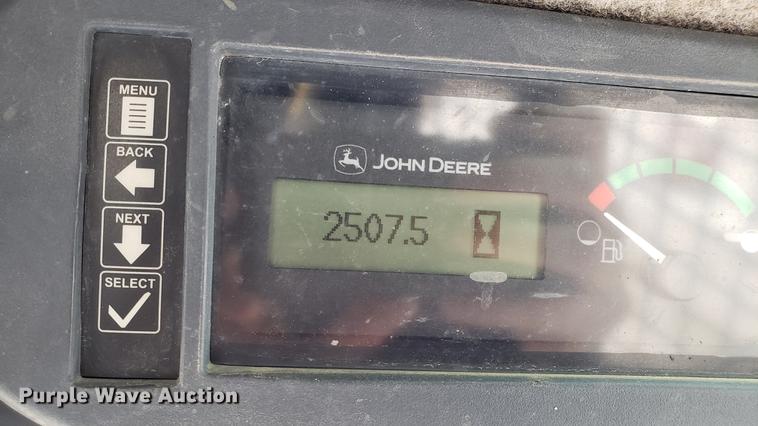 MENU
BACK
NEXT
SELECT
JOHN DEERE
2507.5
Purple Wave Auction